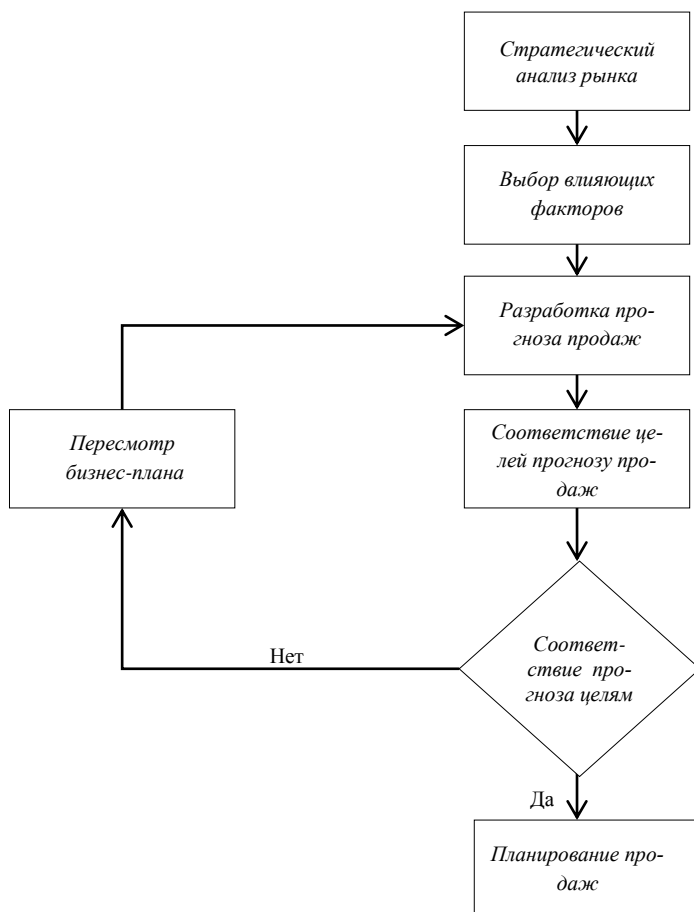 Стратегический
анализ рынка
Выбор влияющих
факторов
Разработка про-
гноза продаж
Пересмотр
бизнес-плана
Соответствие це-
лей прогнозу про-
даж
Соответ-
ствие про-
гноза целям
Нет
Да
Планирование про-
даж